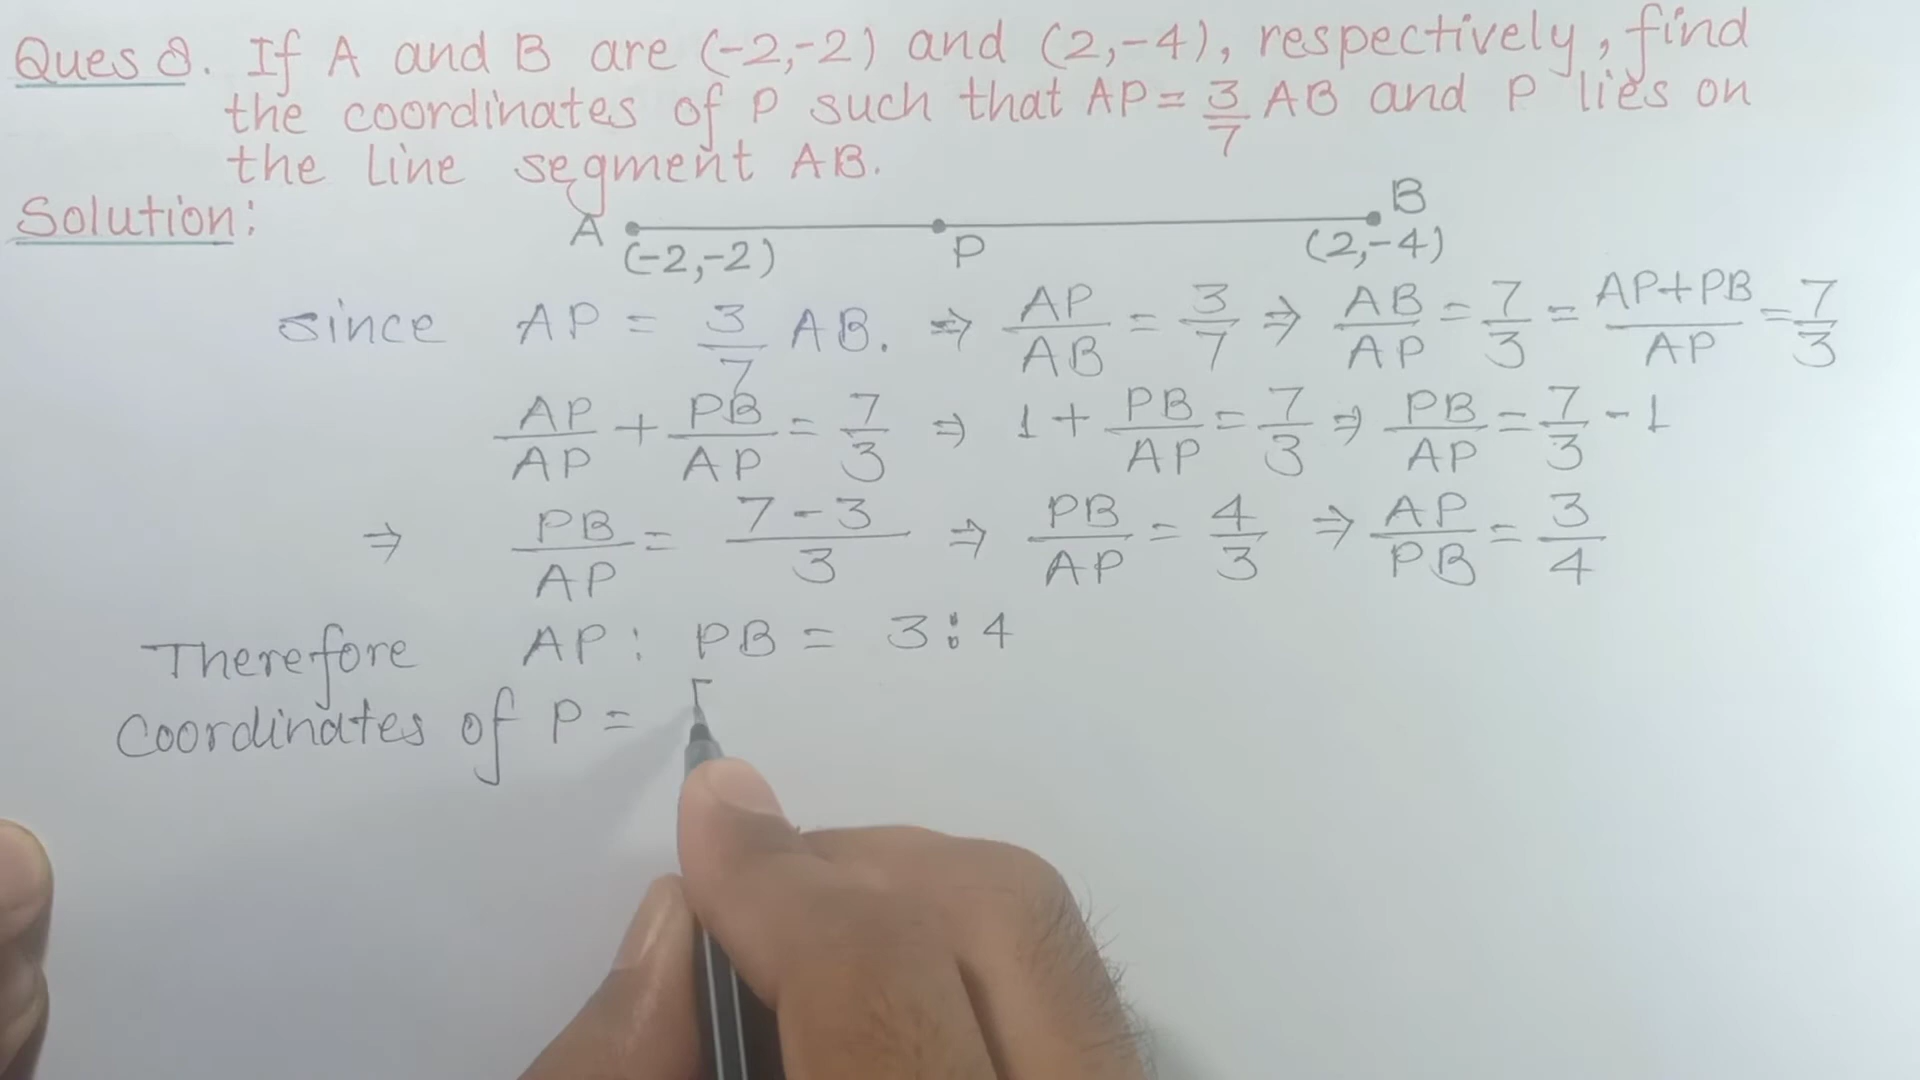 Ques 8. If A and B are (-2,-2) and (2,-4), respectively, find
the coordinates of P such that AP = 3/7 AB and P lies on
the line segment AB.
Solution:
A B
(-2,-2) P (2,-4)
since AP = 3/7 AB. ⇒ AP/AB = 3/7 ⇒ AB/AP = 7/3 = AP+PB/AP = 7/3
AP/AP + PB/AP = 7/3 ⇒ 1 + PB/AP = 7/3 ⇒ PB/AP = 7/3 - 1
⇒ PB/AP = 7-3/3 ⇒ PB/AP = 4/3 ⇒ AP/PB = 3/4
Therefore AP : PB = 3:4
Coordinates of P = [